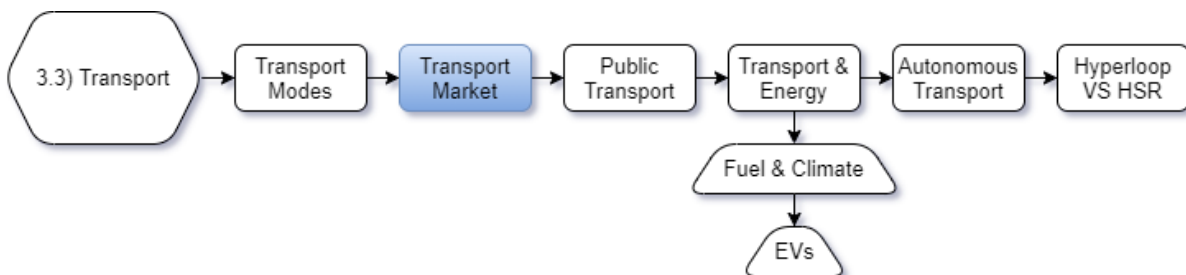 3.3) Transport
Transport
Modes
Transport
Market
Public
Transport
Transport &
Energy
Autonomous
Transport
Hyperloop
VS HSR
Fuel & Climate
EVs